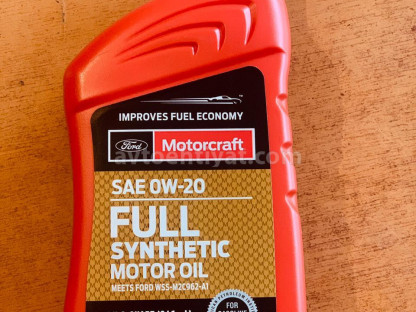 IMPROVES FUEL ECONOMY
Ford Motorcraft
avtoehtiyat.com
SAE 0W-20
FULL
SYNTHETIC
MOTOR OIL
MEETS FORD WSS-M2C962-A1
FOR
GASOLINE